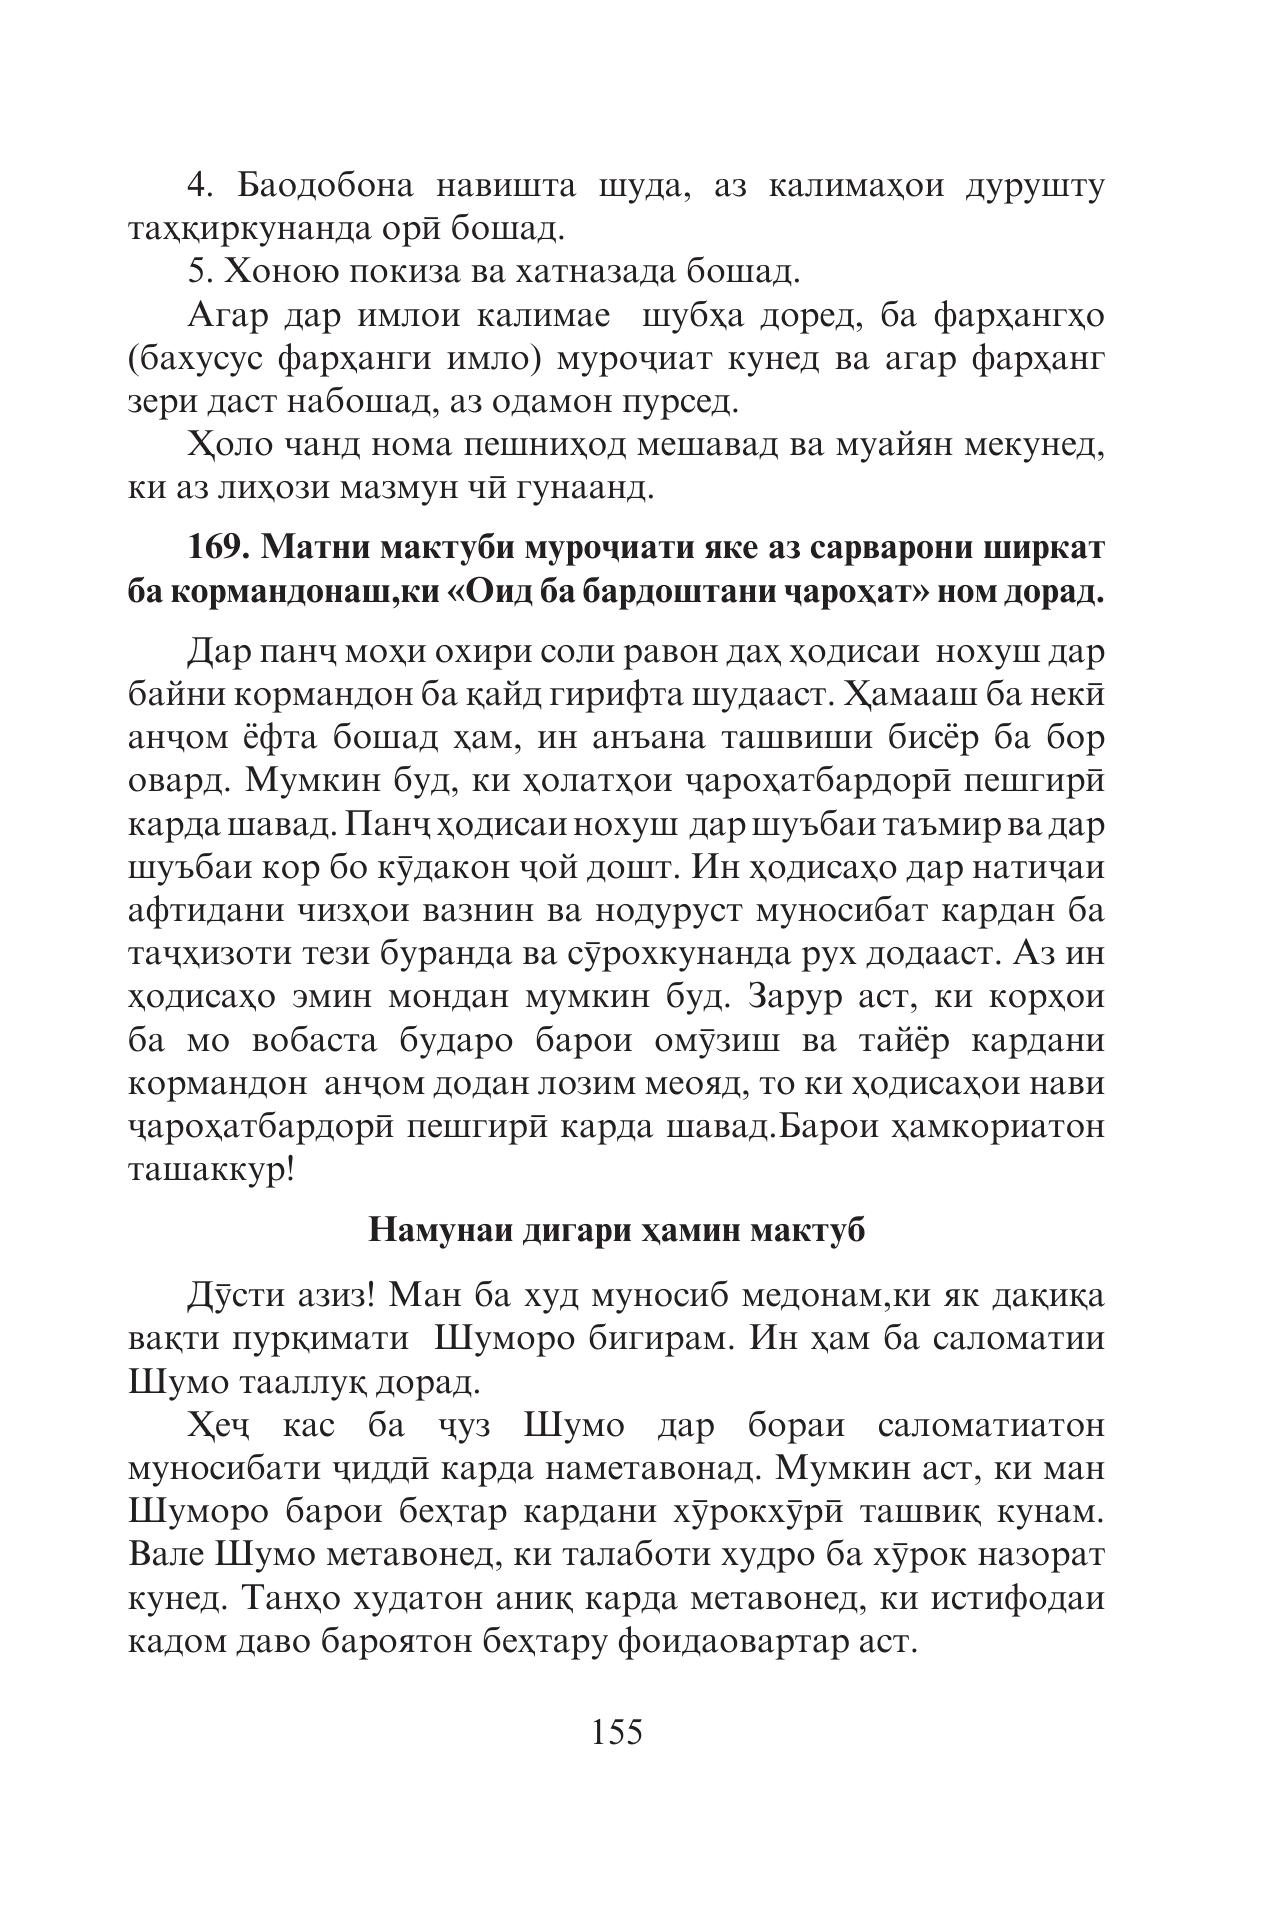 4. Баодобона навишта шуда, аз калимаҳои дурушту
таҳқиркунанда орӣ бошад.
5. Хоною покиза ва хатназада бошад.
Агар дар имлои калимае шубҳа доред, ба фарҳангҳо
(бахусус фарҳанги имло) муроҷиат кунед ва агар фарҳанг
зери даст набошад, аз одамон пурсед.
Ҳоло чанд нома пешниҳод мешавад ва муайян мекунед,
ки аз лиҳози мазмун чӣ гунаанд.
169. Матни мактуби муроҷиати яке аз сарварони ширкат
ба кормандонаш,ки «Оид ба бардоштани ҷароҳат» ном дорад.
Дар панҷ моҳи охири соли равон даҳ ҳодисаи нохуш дар
байни кормандон ба қайд гирифта шудааст. Ҳамааш ба некӣ
анҷом ёфта бошад ҳам, ин анъана ташвиши бисёр ба бор
овард. Мумкин буд, ки ҳолатҳои ҷароҳатбардорӣ пешгирӣ
карда шавад. Панҷ ҳодисаи нохуш дар шуъбаи таъмир ва дар
шуъбаи кор бо кӯдакон ҷой дошт. Ин ҳодисаҳо дар натиҷаи
афтидани чизҳои вазнин ва нодуруст муносибат кардан ба
таҷҳизоти тези буранда ва сӯрохкунанда рух додааст. Аз ин
ҳодисаҳо эмин мондан мумкин буд. Зарур аст, ки корҳои
ба мо вобаста бударо барои омӯзиш ва тайёр кардани
кормандон анҷом додан лозим меояд, то ки ҳодисаҳои нави
ҷароҳатбардорӣ пешгирӣ карда шавад.Барои ҳамкориатон
ташаккур!
Намунаи дигари ҳамин мактуб
Дӯсти азиз! Ман ба худ муносиб медонам,ки як дақиқа
вақти пурқимати Шуморо бигирам. Ин ҳам ба саломатии
Шумо тааллуқ дорад.
Ҳеҷ кас ба ҷуз Шумо дар бораи саломатиатон
муносибати ҷиддӣ карда наметавонад. Мумкин аст, ки ман
Шуморо барои беҳтар кардани хӯрокхӯрӣ ташвиқ кунам.
Вале Шумо метавонед, ки талаботи худро ба хӯрок назорат
кунед. Танҳо худатон аниқ карда метавонед, ки истифодаи
кадом даво бароятон беҳтару фоидаовартар аст.
155